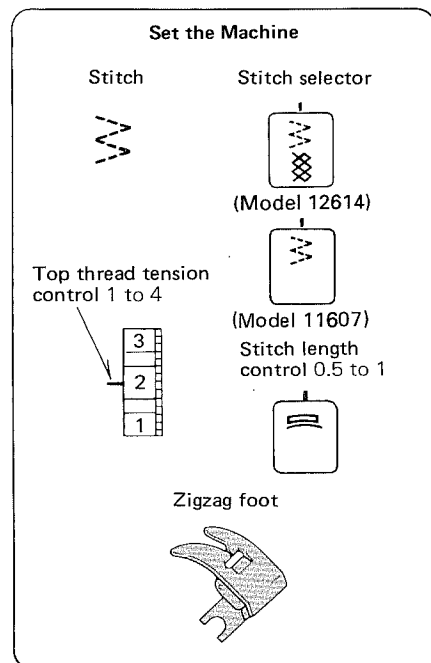 Set the Machine
Stitch
Stitch selector
(Model 12614)
(Model 11607)
Top thread tension
control 1 to 4
3
2
1
Stitch length
control 0.5 to 1
Zigzag foot